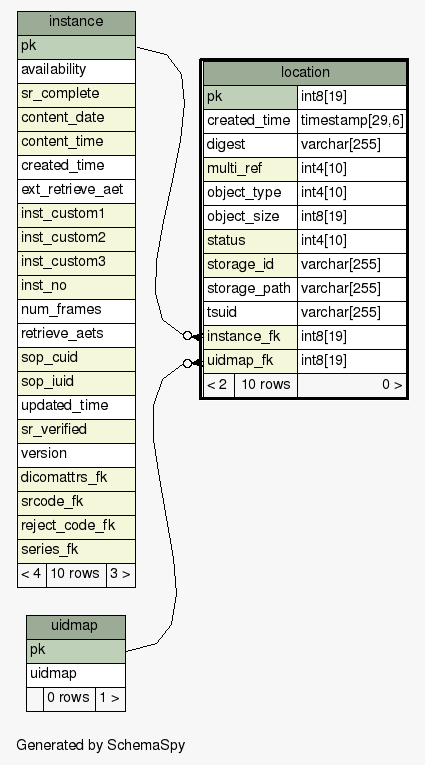 instance
pk
availability
sr_complete
content_date
content_time
created_time
ext_retrieve_aet
inst_custom1
inst_custom2
inst_custom3
inst_no
num_frames
retrieve_aets
sop_cuid
sop_iuid
updated_time
sr_verified
version
dicomattrs_fk
srcode_fk
reject_code_fk
series_fk
< 4 10 rows 3 >
location
pk int8[19]
created_time timestamp[29,6]
digest varchar[255]
multi_ref int4[10]
object_type int4[10]
object_size int8[19]
status int4[10]
storage_id varchar[255]
storage_path varchar[255]
tsuid varchar[255]
instance_fk int8[19]
uidmap_fk int8[19]
< 2 10 rows 0 >
uidmap
pk
uidmap
0 rows 1 >
Generated by SchemaSpy